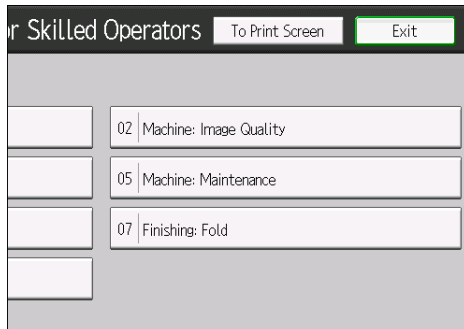 r Skilled Operators To Print Screen Exit
02 Machine: Image Quality
05 Machine: Maintenance
07 Finishing: Fold